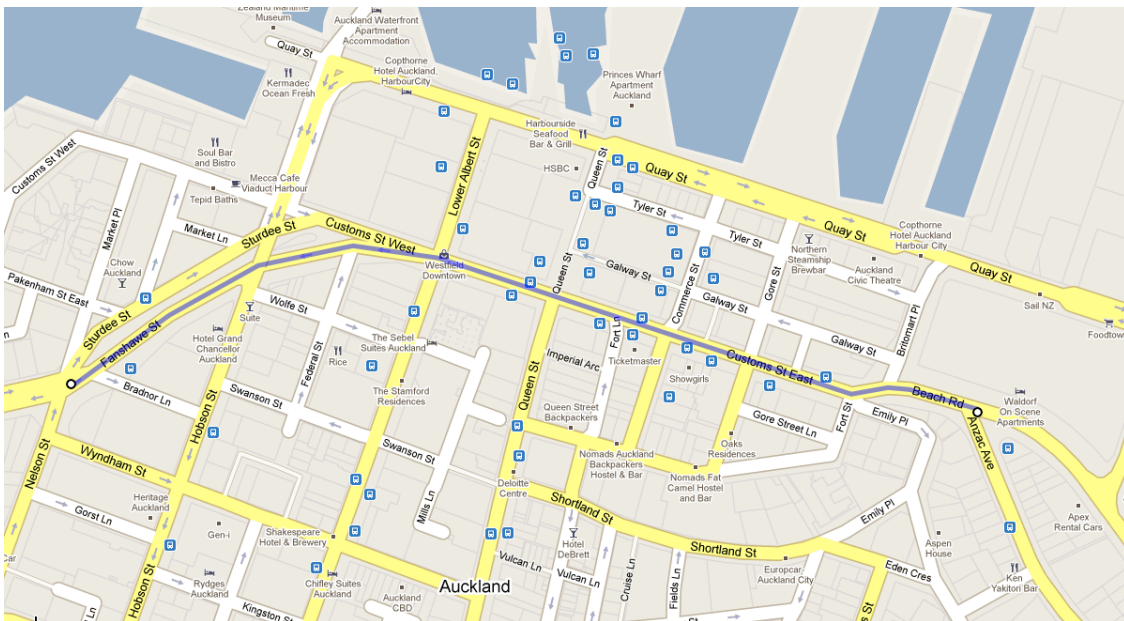 Zealand Maritime
Museum
Auckland Waterfront
Apartment
Accommodation
Quay St
Kermadec
Ocean Fresh
Copthorne
Hotel Auckland,
HarbourCity
Princes Wharf
Apartment
Auckland
Harbourside
Seafood
Bar & Grill
HSBC
Queen St
Quay St
Customs St West
Soul Bar
and Bistro
Mecca Cafe
Viaduct Harbour
Tepid Baths
Lower Albert St
Tyler St
Tyler St
Quay St
Copthorne
Hotel Auckland
Harbour City
Market Pl
Market Ln
Sturdee St
Customs St West
Westfield
Downtown
Queen St
Galway St
Northern
Steamship
Brewbar
Auckland
Civic Theatre
Quay St
Chow
Auckland
Pakenham St East
Wolfe St
Commerce St
Galway St
Gore St
Sail NZ
Foodtown
Sturdee St
Fanshawe St
Suite
Hotel Grand
Chancellor
Auckland
Federal St
Rice
The Sebel
Suites Auckland
Fort Ln
Imperial Arc
Ticketmaster
Galway St
Britomart Pl
Customs St East
Showgirls
Bradnor Ln
Swanson St
The Stamford
Residences
Queen St
Beach Rd
Waldorf
On Scene
Apartments
Hobson St
Queen Street
Backpackers
Gore Street Ln
Fort St
Emily Pl
Anzac Ave
Nelson St
Swanson St
Nomads Auckland
Backpackers
Hostel & Bar
Oaks
Residences
Nomads Fat
Camel Hostel
and Bar
Wyndham St
Deloitte
Centre
Heritage
Auckland
Mills Ln
Shortland St
Emily Pl
Gorst Ln
Gen-i
Shakespeare
Hotel & Brewery
Hotel
DeBrett
Shortland St
Aspen
House
Apex
Rental Cars
Car
Vulcan Ln
Vulcan Ln
Cruise Ln
Fields Ln
Europcar
Auckland City
Eden Cres
Hobson St
Rydges
Auckland
Chifley Suites
Auckland
Auckland
CBD
Auckland
Ken
Yakitori Bar
Kingston St